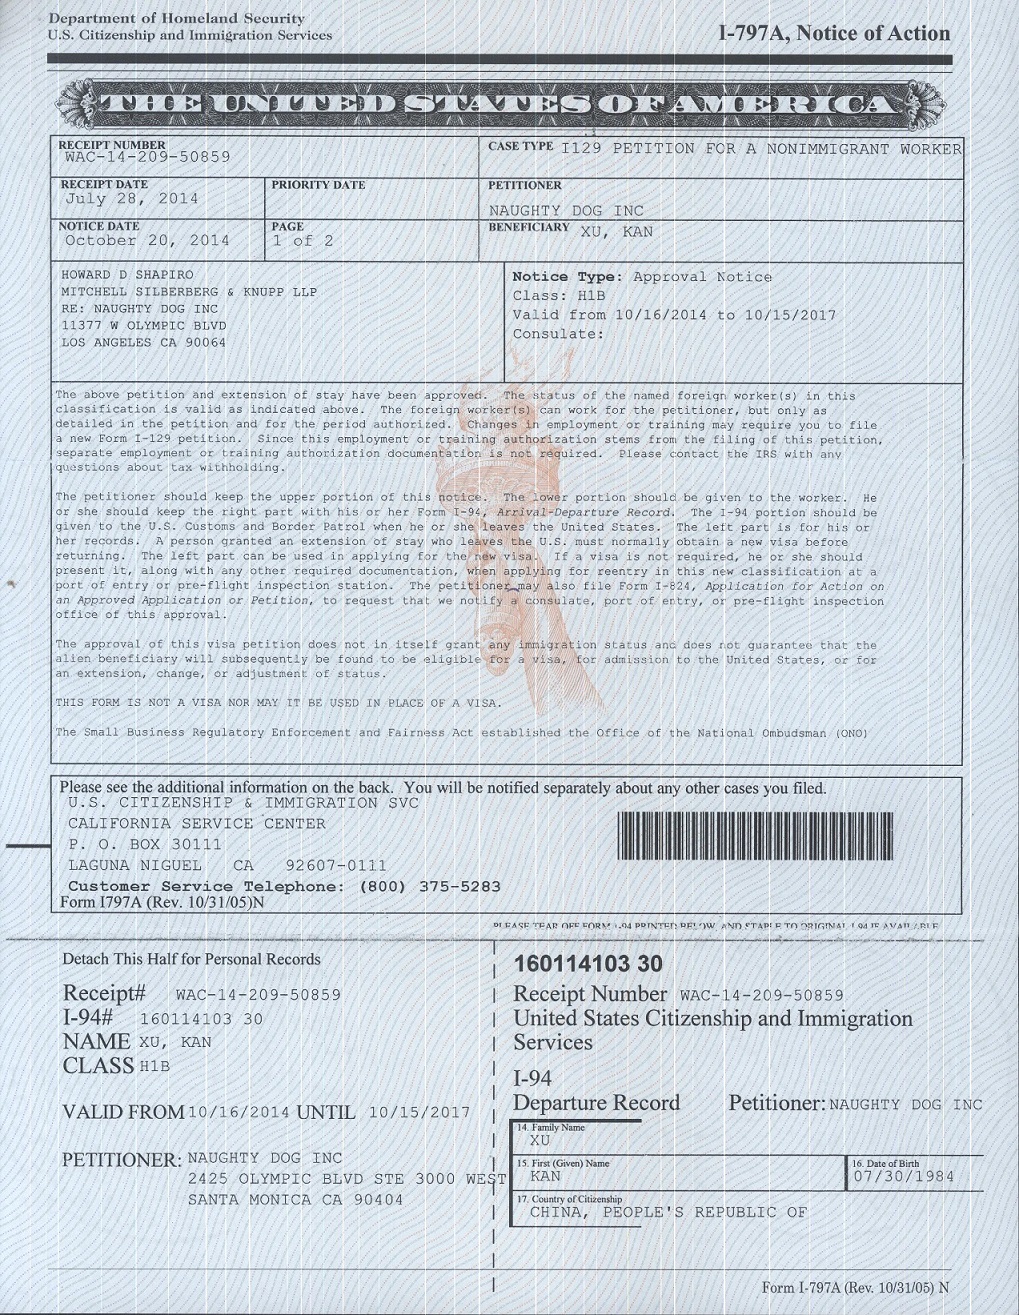 Department of Homeland Security
U.S. Citizenship and Immigration Services
I-797A, Notice of Action
THE UNITED STATES OF AMERICA
RECEIPT NUMBER
WAC-14-209-50859
CASE TYPE I129 PETITION FOR A NONIMMIGRANT WORKER
RECEIPT DATE
July 28, 2014
PRIORITY DATE
PETITIONER
NAUGHTY DOG INC
NOTICE DATE
October 20, 2014
PAGE
1 of 2
BENEFICIARY XU, KAN
HOWARD D SHAPIRO
MITCHELL SILBERBERG & KNUPP LLP
RE: NAUGHTY DOG INC
11377 W OLYMPIC BLVD
LOS ANGELES CA 90064
Notice Type: Approval Notice
Class: H1B
Valid from 10/16/2014 to 10/15/2017
Consulate:
The above petition and extension of stay have been approved. The status of the named foreign worker(s) in this
classification is valid as indicated above. The foreign worker(s) can work for the petitioner, but only as
detailed in the petition and for the period authorized. Changes in employment or training may require you to file
a new Form I-129 petition. Since this employment or training authorization stems from the filing of this petition,
separate employment or training authorization documentation is not required. Please contact the IRS with any
questions about tax withholding.
The petitioner should keep the upper portion of this notice. The lower portion should be given to the worker. He
or she should keep the right part with his or her Form I-94, Arrival-Departure Record. The I-94 portion should be
given to the U.S. Customs and Border Patrol when he or she leaves the United States. The left part is for his or
her records. A person granted an extension of stay who leaves the U.S. must normally obtain a new visa before
returning. The left part can be used in applying for the new visa. If a visa is not required, he or she should
present it, along with any other required documentation, when applying for reentry in this new classification at a
port of entry or pre-flight inspection station. The petitioner may also file Form I-824, Application for Action on
an Approved Application or Petition, to request that we notify a consulate, port of entry, or pre-flight inspection
office of this approval.
The approval of this visa petition does not in itself grant any immigration status and does not guarantee that the
alien beneficiary will subsequently be found to be eligible for a visa, for admission to the United States, or for
an extension, change, or adjustment of status.
THIS FORM IS NOT A VISA NOR MAY IT BE USED IN PLACE OF A VISA.
The Small Business Regulatory Enforcement and Fairness Act established the Office of the National Ombudsman (ONO)
Please see the additional information on the back. You will be notified separately about any other cases you filed.
U.S. CITIZENSHIP & IMMIGRATION SVC
CALIFORNIA SERVICE CENTER
P. O. BOX 30111
LAGUNA NIGUEL CA 92607-0111
Customer Service Telephone: (800) 375-5283
Form I797A (Rev. 10/31/05)N
PLEASE TEAR OFF FORM I-94 PRINTED BELOW, AND STAPLE TO ORIGINAL I-94 IF AVAILABLE
Detach This Half for Personal Records
Receipt# WAC-14-209-50859
I-94# 160114103 30
NAME XU, KAN
CLASS H1B
VALID FROM 10/16/2014 UNTIL 10/15/2017
PETITIONER: NAUGHTY DOG INC
2425 OLYMPIC BLVD STE 3000 WEST
SANTA MONICA CA 90404
160114103 30
Receipt Number WAC-14-209-50859
United States Citizenship and Immigration
Services
I-94
Departure Record Petitioner: NAUGHTY DOG INC
14. Family Name
XU
15. First (Given) Name
KAN
16. Date of Birth
07/30/1984
17. Country of Citizenship
CHINA, PEOPLE'S REPUBLIC OF
Form I-797A (Rev. 10/31/05) N